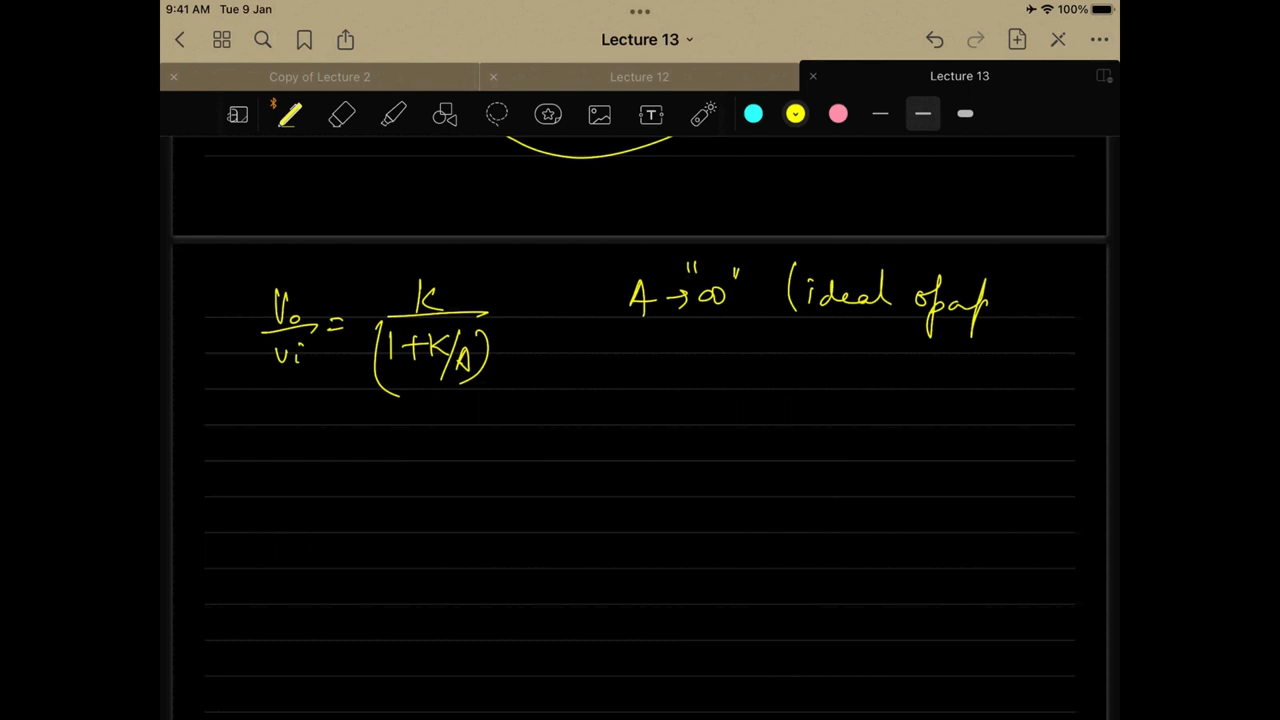 9:41 AM Tue 9 Jan
100%
Lecture 13
Copy of Lecture 2
Lecture 12
Lecture 13
T
Vo/vi = K/(1+K/A)
A → "∞" (ideal opap